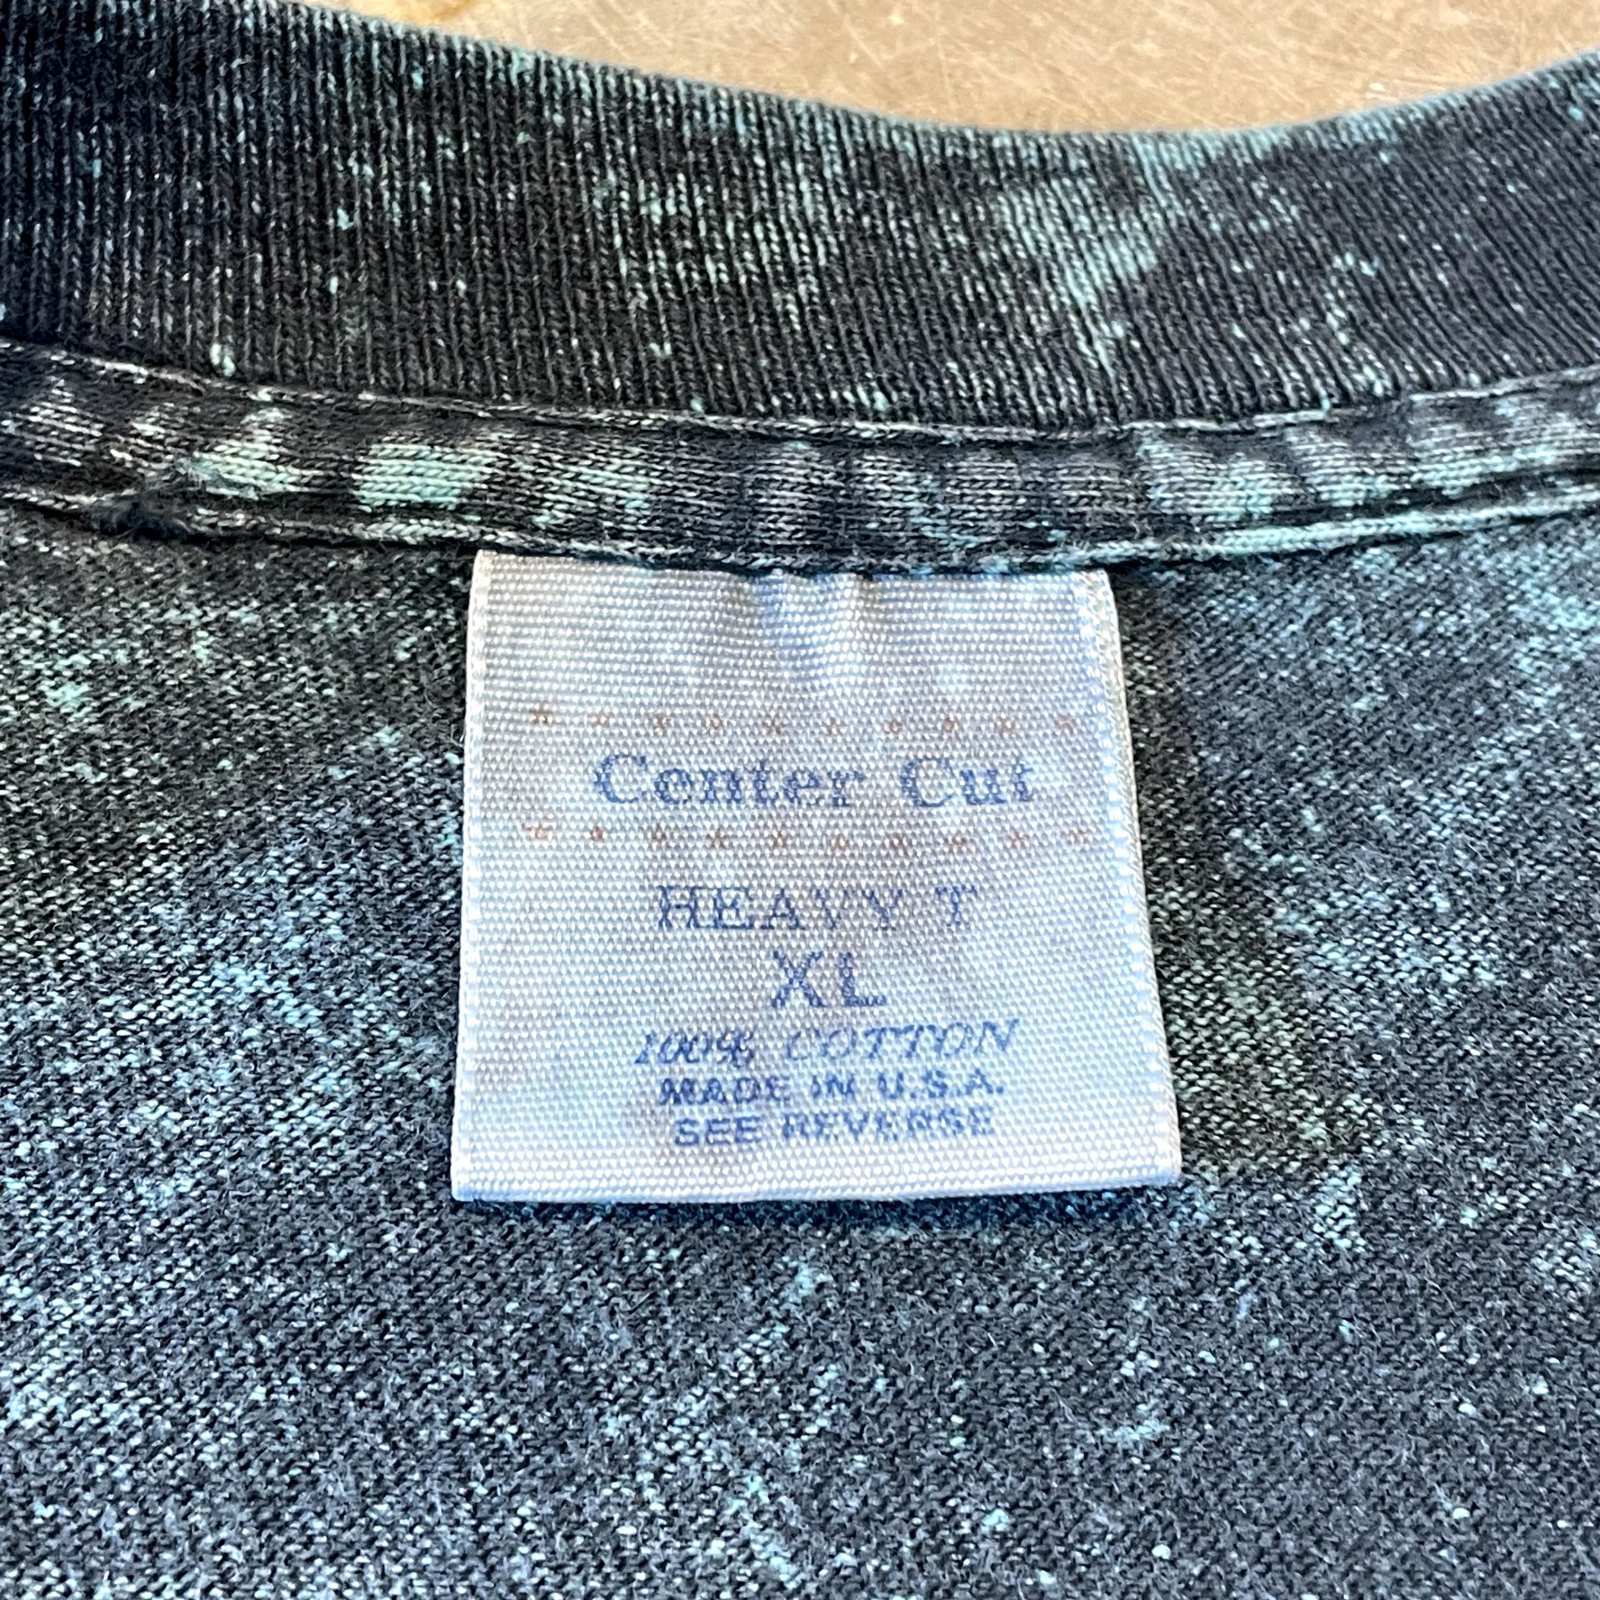 Center Cut
HEAVY T
XL
100% COTTON
MADE IN U.S.A.
SEE REVERSE